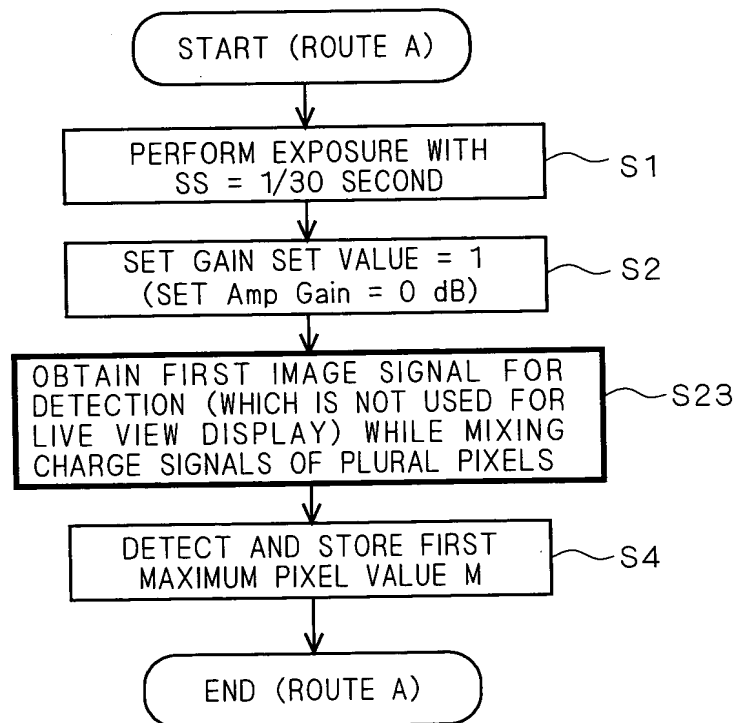 START (ROUTE A)
PERFORM EXPOSURE WITH
SS = 1/30 SECOND
S1
SET GAIN SET VALUE = 1
(SET Amp Gain = 0 dB)
S2
OBTAIN FIRST IMAGE SIGNAL FOR
DETECTION (WHICH IS NOT USED FOR
LIVE VIEW DISPLAY) WHILE MIXING
CHARGE SIGNALS OF PLURAL PIXELS
S23
DETECT AND STORE FIRST
MAXIMUM PIXEL VALUE M
S4
END (ROUTE A)